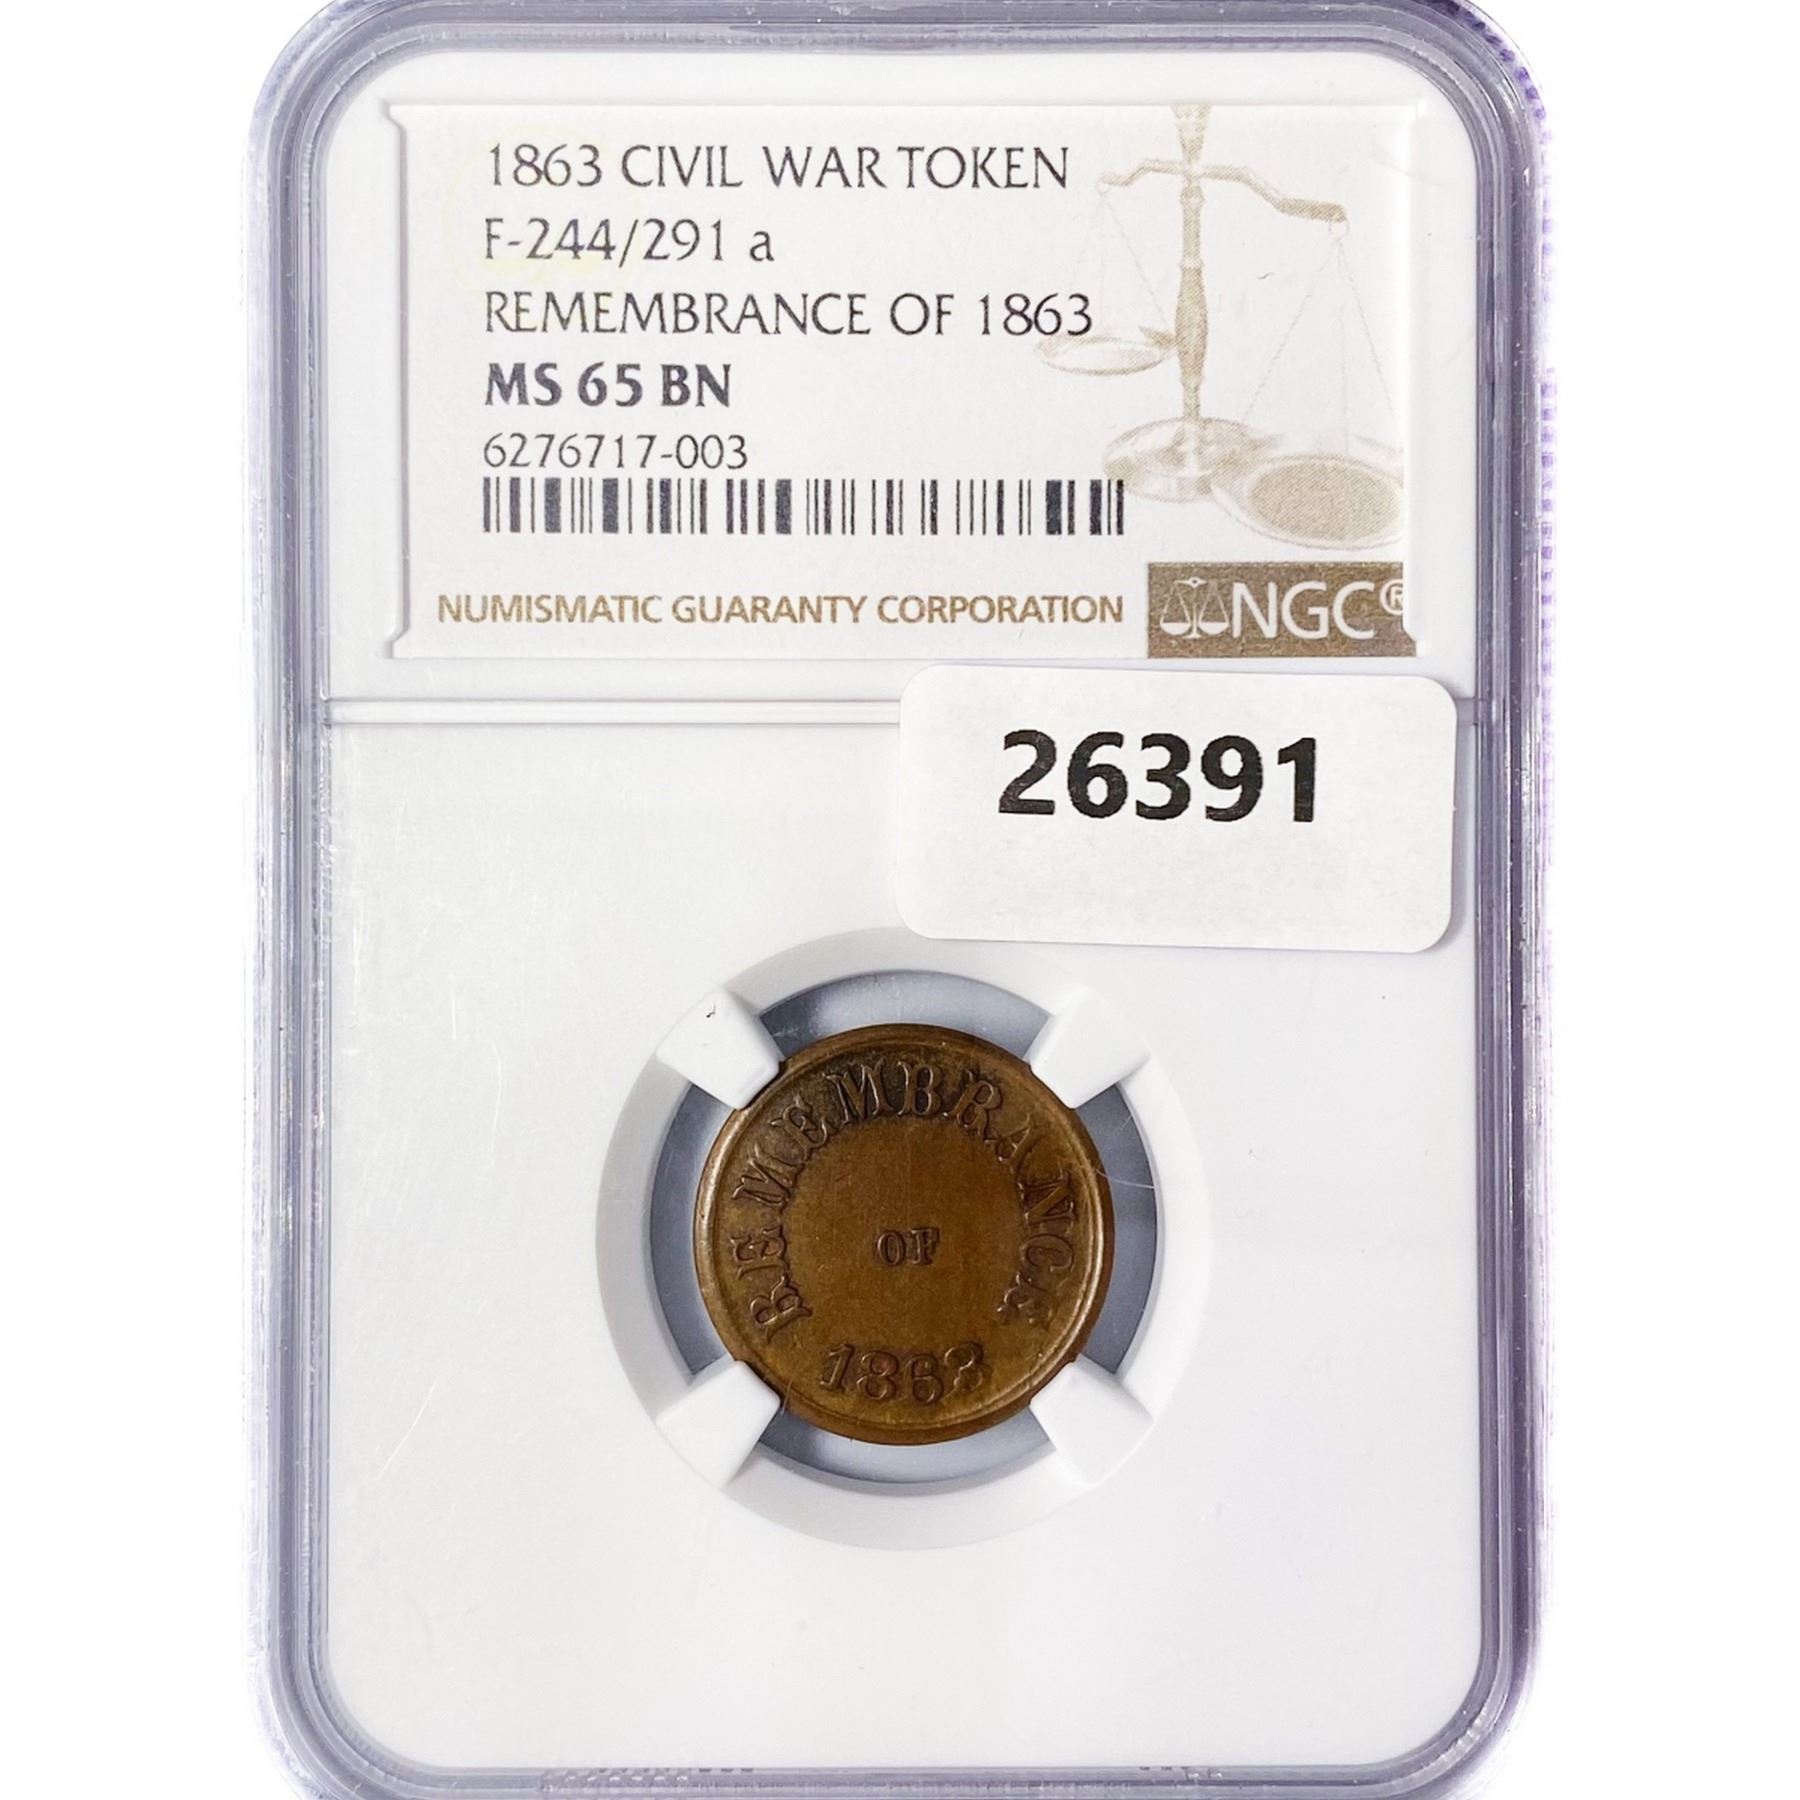 1863 CIVIL WAR TOKEN
F-244/291 a
REMEMBRANCE OF 1863
MS 65 BN
6276717-003
NUMISMATIC GUARANTY CORPORATION
NGC®
26391
REMEMBRANCE
OF
1863